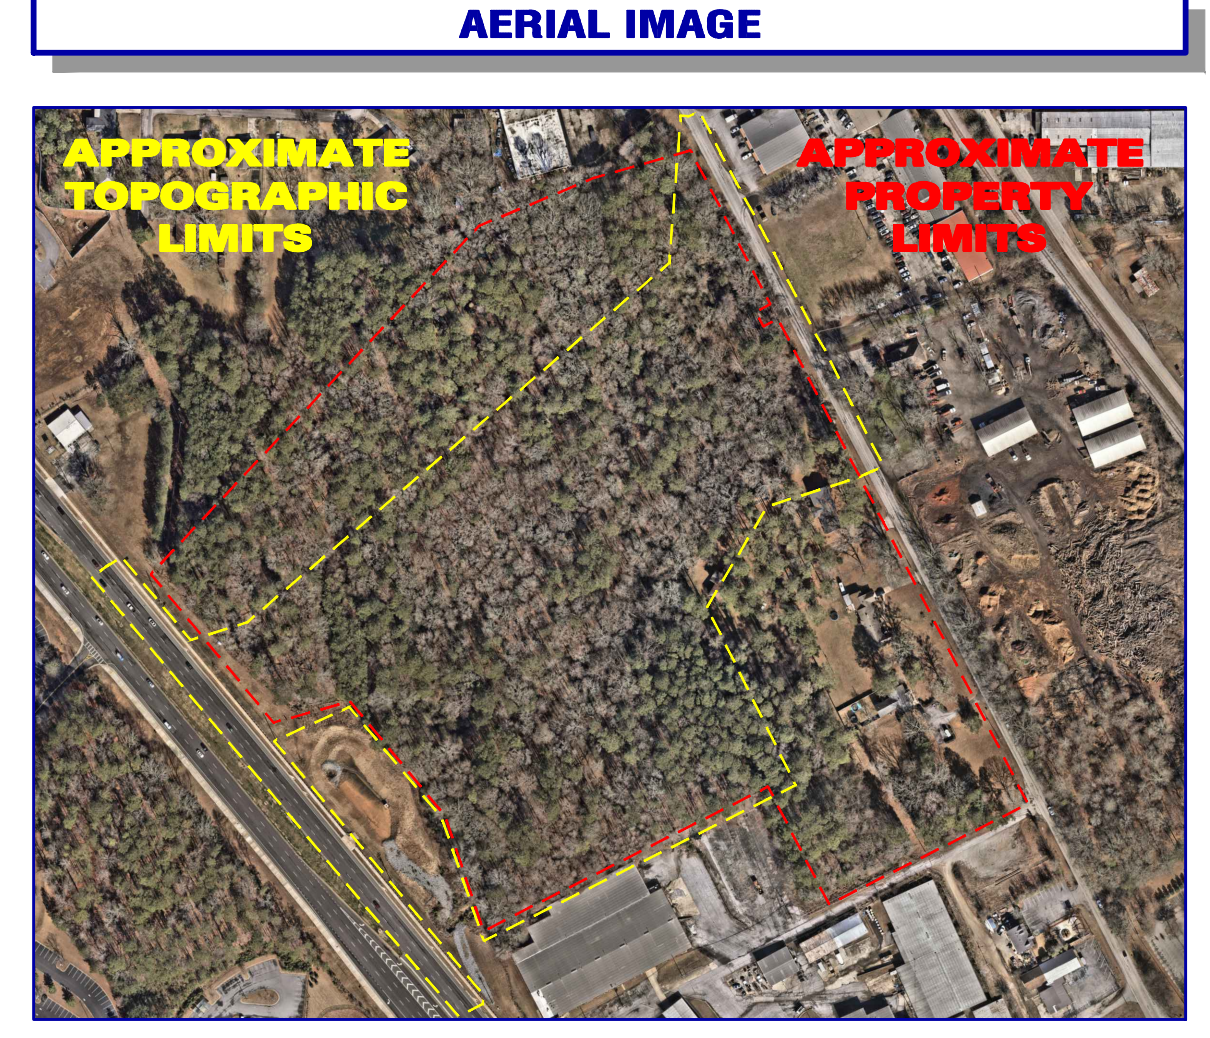 AERIAL IMAGE
APPROXIMATE
TOPOGRAPHIC
LIMITS
APPROXIMATE
PROPERTY
LIMITS